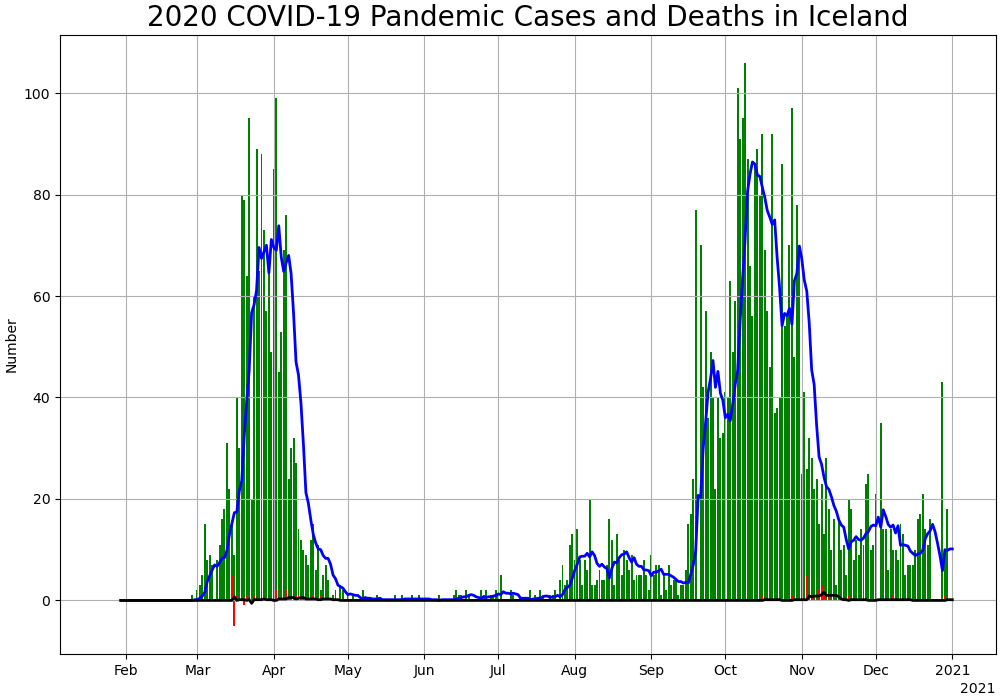 2020 COVID-19 Pandemic Cases and Deaths in Iceland
Number
100
80
60
40
20
0
Feb Mar Apr May Jun Jul Aug Sep Oct Nov Dec 2021
2021